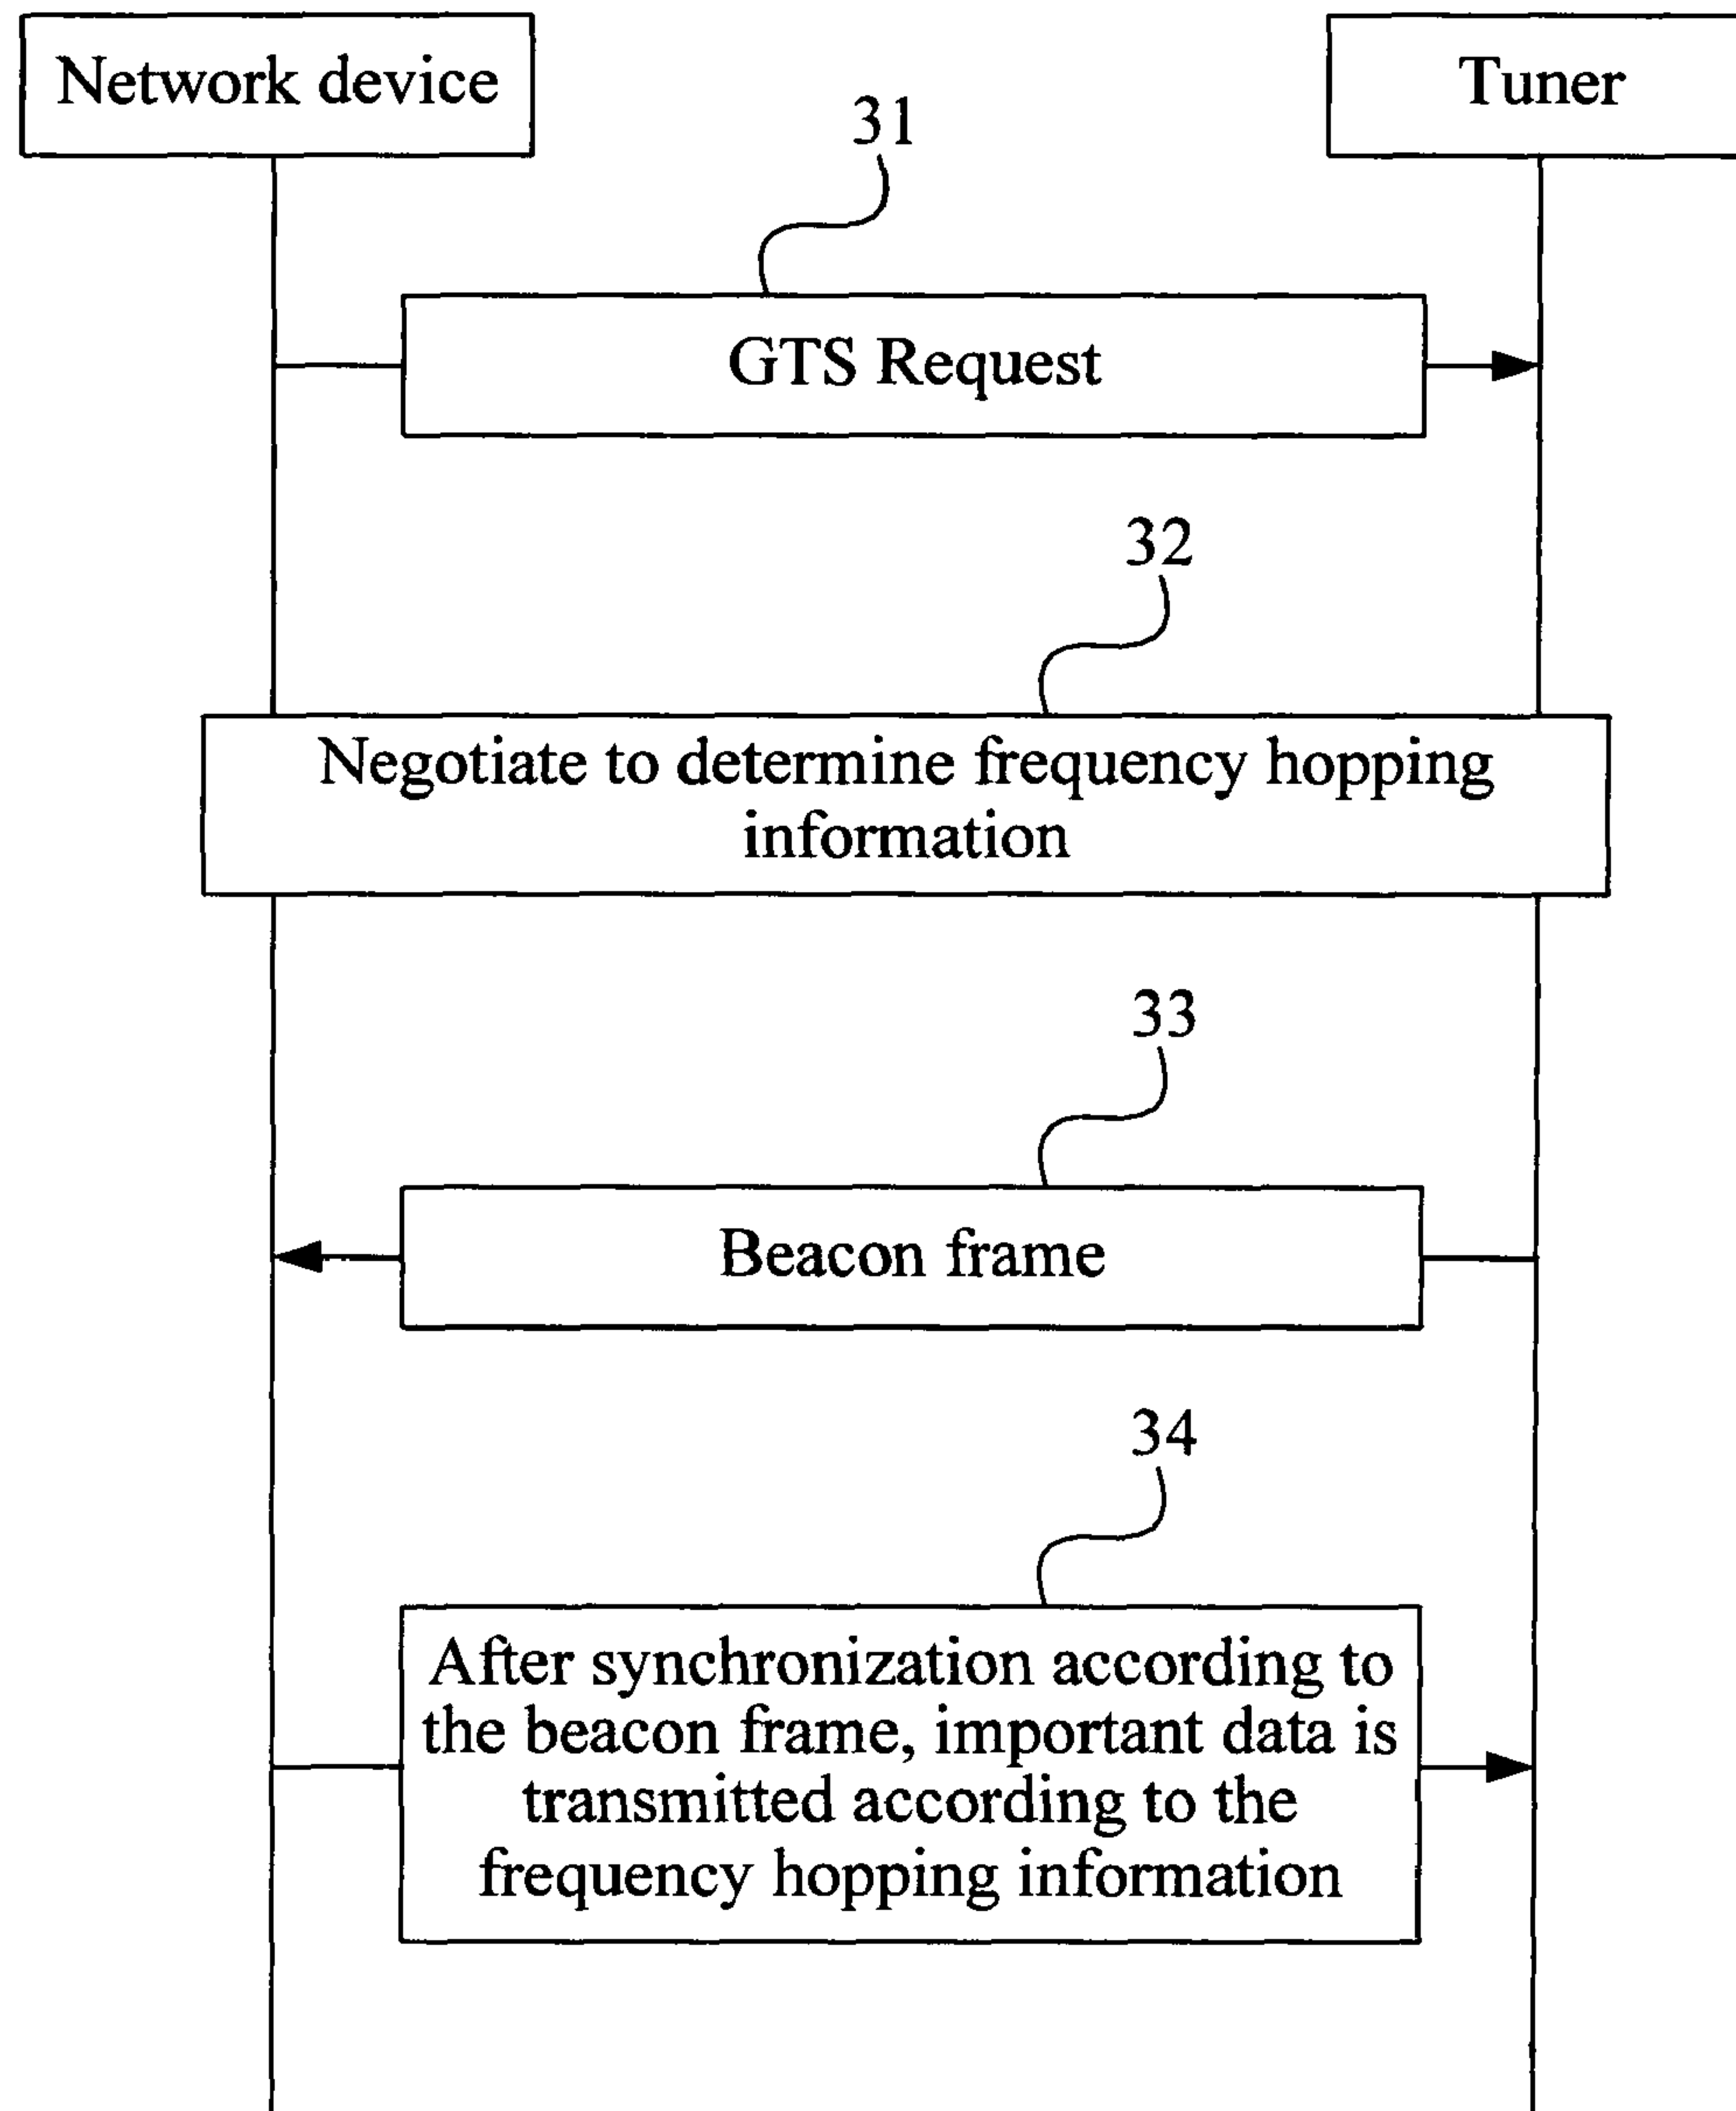 Network device
Tuner
31
GTS Request
32
Negotiate to determine frequency hopping
information
33
Beacon frame
34
After synchronization according to
the beacon frame, important data is
transmitted according to the
frequency hopping information